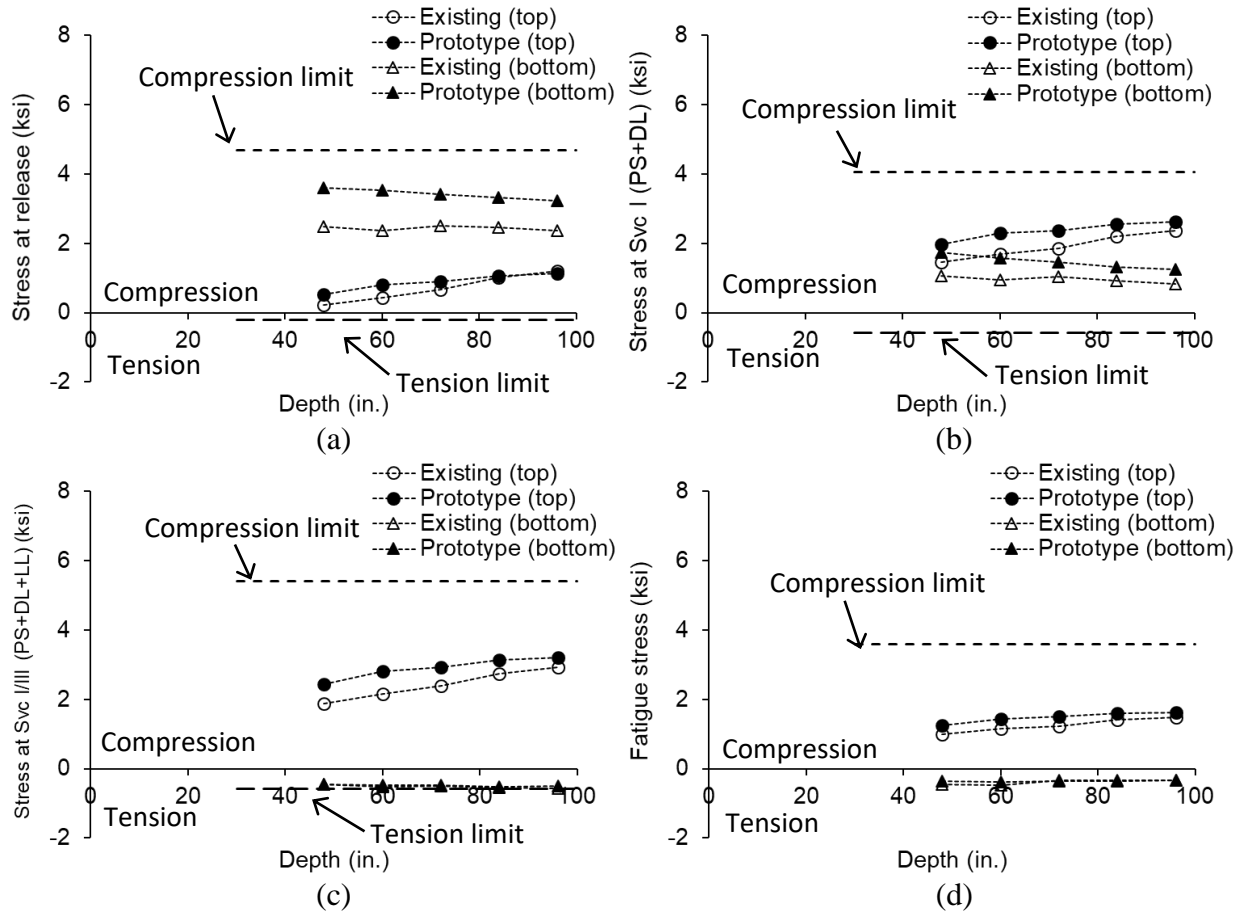 Existing (top)
Prototype (top)
Existing (bottom)
Prototype (bottom)
Compression limit
Stress at release (ksi)
8
6
4
2
0
-2
Compression
Tension
0 20 40 60 80 100
Tension limit
Depth (in.)
(a)
Existing (top)
Prototype (top)
Existing (bottom)
Prototype (bottom)
Compression limit
Stress at Svc I (PS+DL) (ksi)
8
6
4
2
0
-2
Compression
Tension
0 20 40 60 80 100
Tension limit
Depth (in.)
(b)
Existing (top)
Prototype (top)
Existing (bottom)
Prototype (bottom)
Compression limit
Stress at Svc I/III (PS+DL+LL) (ksi)
8
6
4
2
0
-2
Compression
Tension
0 20 40 60 80 100
Tension limit
Depth (in.)
(c)
Existing (top)
Prototype (top)
Existing (bottom)
Prototype (bottom)
Compression limit
Fatigue stress (ksi)
8
6
4
2
0
-2
Compression
Tension
0 20 40 60 80 100
Depth (in.)
(d)